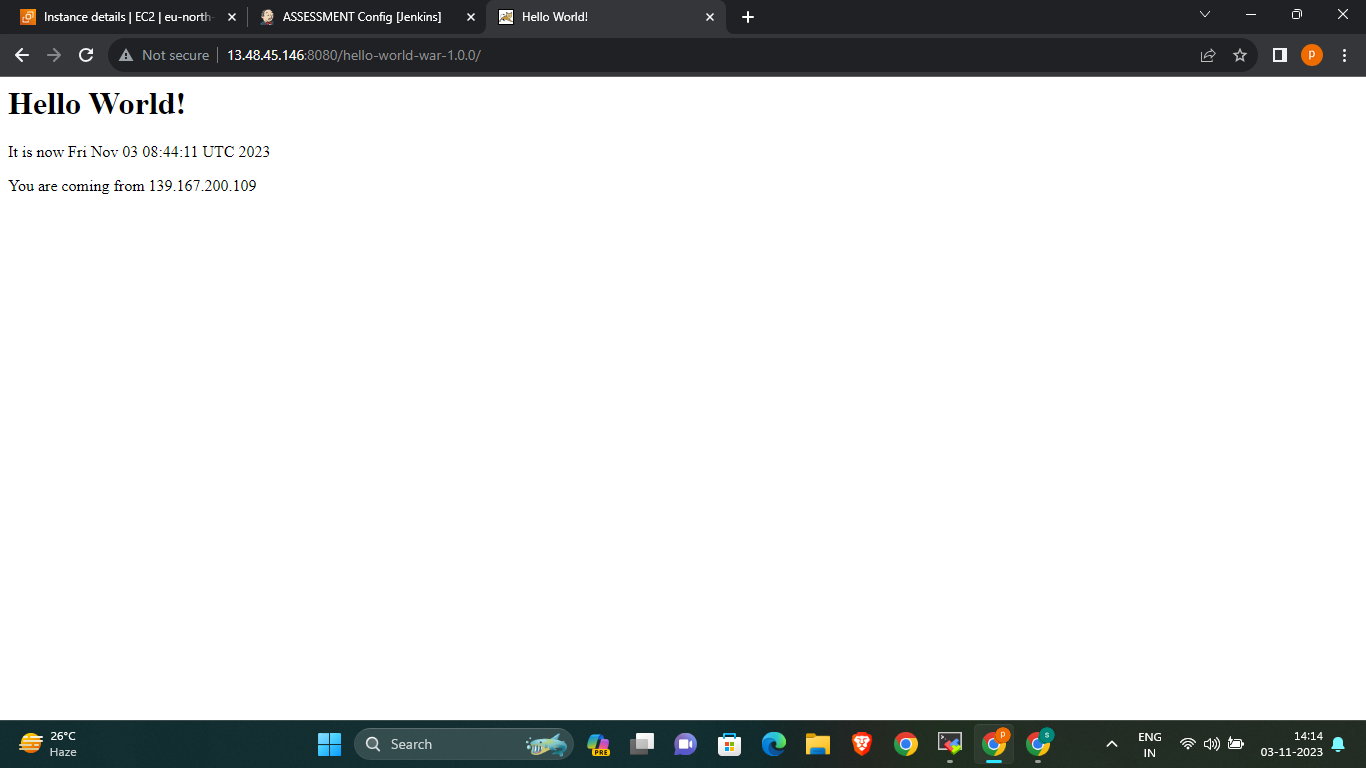 Instance details | EC2 | eu-north-
ASSESSMENT Config [Jenkins]
Hello World!
Not secure
13.48.45.146:8080/hello-world-war-1.0.0/
p
Hello World!
It is now Fri Nov 03 08:44:11 UTC 2023
You are coming from 139.167.200.109
26°C
Haze
Search
PRE
p
s
ENG
IN
14:14
03-11-2023